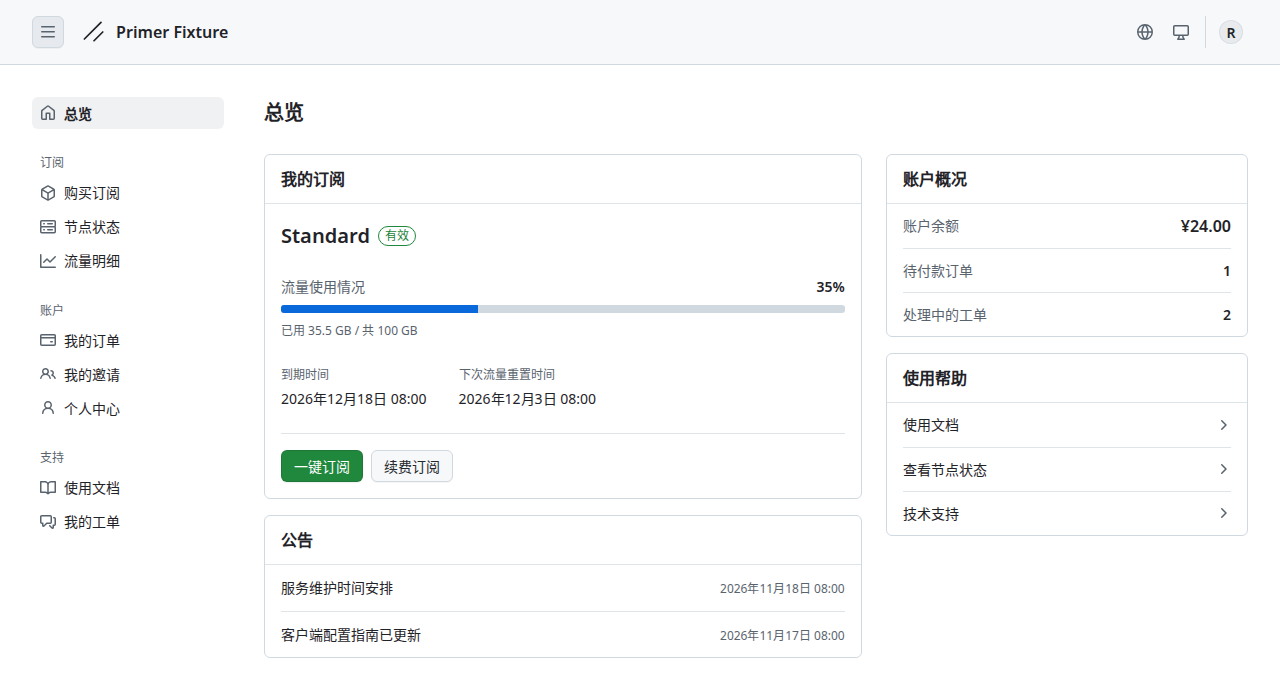 Primer Fixture
R
总览
订阅
购买订阅
节点状态
流量明细
账户
我的订单
我的邀请
个人中心
支持
使用文档
我的工单
总览
我的订阅
Standard 有效
流量使用情况 35%
已用 35.5 GB / 共 100 GB
到期时间 下次流量重置时间
2026年12月18日 08:00 2026年12月3日 08:00
一键订阅 续费订阅
公告
服务维护时间安排 2026年11月18日 08:00
客户端配置指南已更新 2026年11月17日 08:00
账户概况
账户余额 ¥24.00
待付款订单 1
处理中的工单 2
使用帮助
使用文档
查看节点状态
技术支持